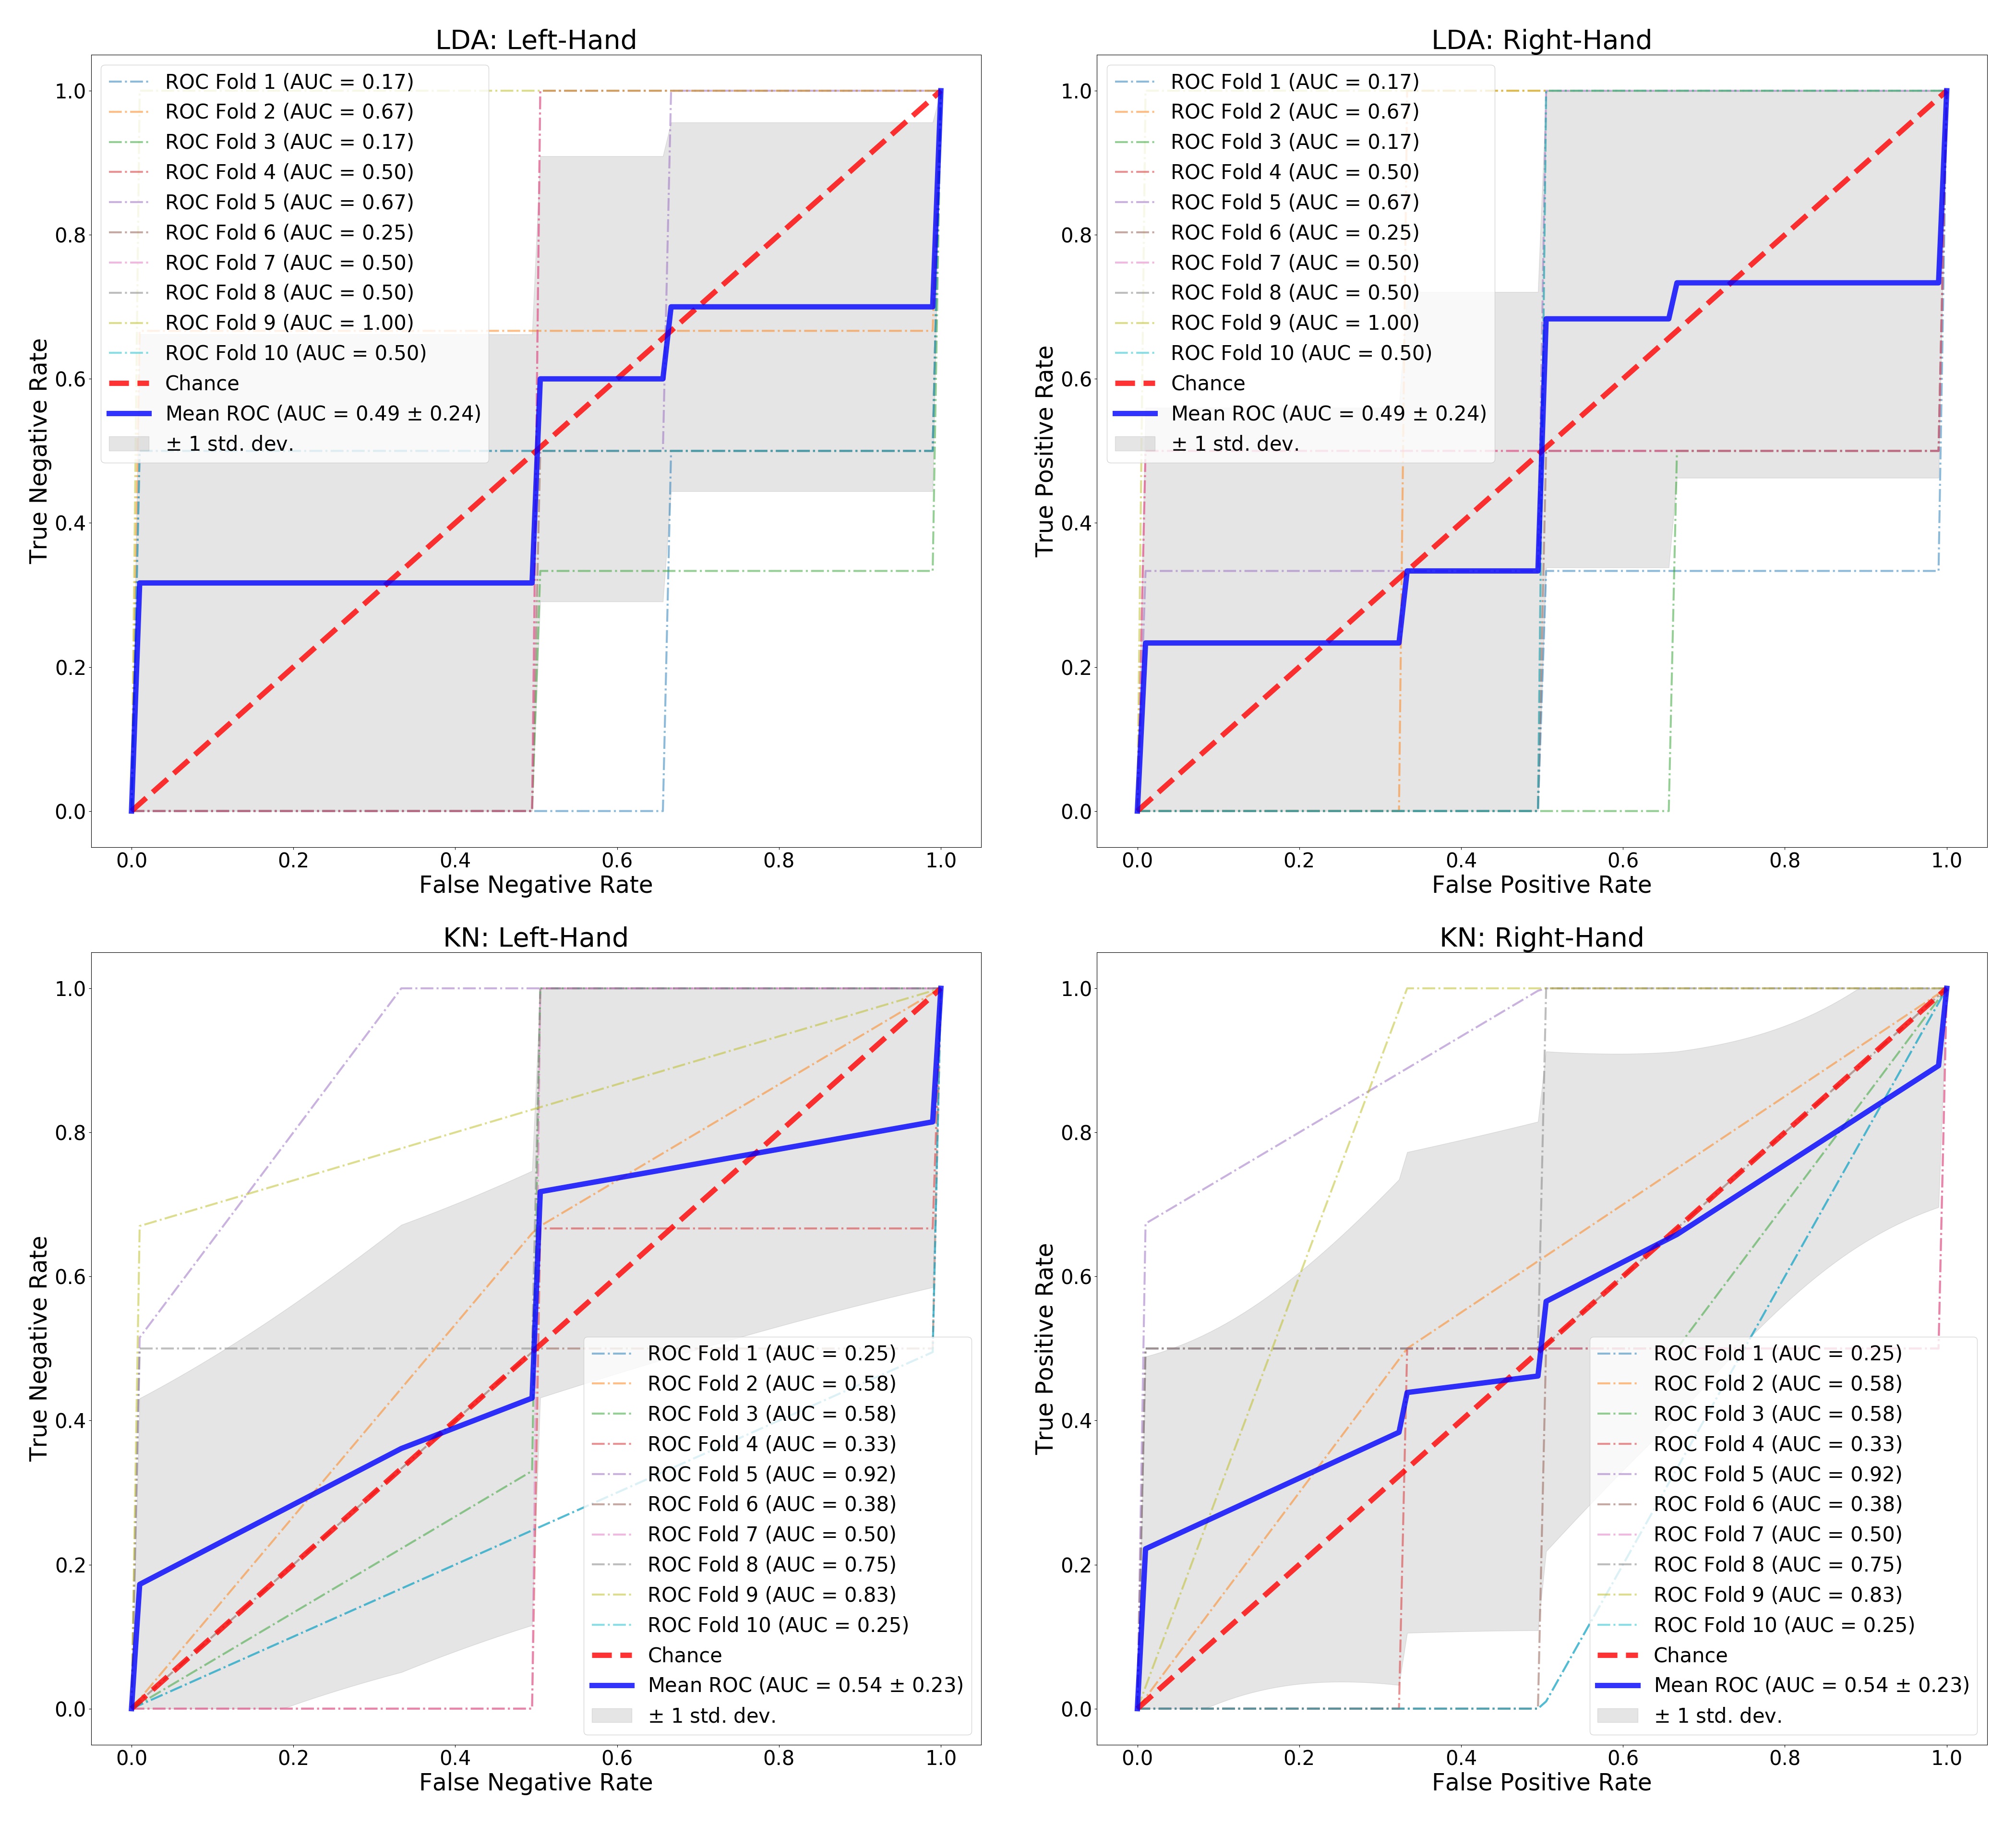 LDA: Left-Hand
True Negative Rate
1.0
0.8
0.6
0.4
0.2
0.0
ROC Fold 1 (AUC = 0.17)
ROC Fold 2 (AUC = 0.67)
ROC Fold 3 (AUC = 0.17)
ROC Fold 4 (AUC = 0.50)
ROC Fold 5 (AUC = 0.67)
ROC Fold 6 (AUC = 0.25)
ROC Fold 7 (AUC = 0.50)
ROC Fold 8 (AUC = 0.50)
ROC Fold 9 (AUC = 1.00)
ROC Fold 10 (AUC = 0.50)
Chance
Mean ROC (AUC = 0.49 ± 0.24)
± 1 std. dev.
0.0 0.2 0.4 0.6 0.8 1.0
False Negative Rate
LDA: Right-Hand
True Positive Rate
1.0
0.8
0.6
0.4
0.2
0.0
ROC Fold 1 (AUC = 0.17)
ROC Fold 2 (AUC = 0.67)
ROC Fold 3 (AUC = 0.17)
ROC Fold 4 (AUC = 0.50)
ROC Fold 5 (AUC = 0.67)
ROC Fold 6 (AUC = 0.25)
ROC Fold 7 (AUC = 0.50)
ROC Fold 8 (AUC = 0.50)
ROC Fold 9 (AUC = 1.00)
ROC Fold 10 (AUC = 0.50)
Chance
Mean ROC (AUC = 0.49 ± 0.24)
± 1 std. dev.
0.0 0.2 0.4 0.6 0.8 1.0
False Positive Rate
KN: Left-Hand
True Negative Rate
1.0
0.8
0.6
0.4
0.2
0.0
ROC Fold 1 (AUC = 0.25)
ROC Fold 2 (AUC = 0.58)
ROC Fold 3 (AUC = 0.58)
ROC Fold 4 (AUC = 0.33)
ROC Fold 5 (AUC = 0.92)
ROC Fold 6 (AUC = 0.38)
ROC Fold 7 (AUC = 0.50)
ROC Fold 8 (AUC = 0.75)
ROC Fold 9 (AUC = 0.83)
ROC Fold 10 (AUC = 0.25)
Chance
Mean ROC (AUC = 0.54 ± 0.23)
± 1 std. dev.
0.0 0.2 0.4 0.6 0.8 1.0
False Negative Rate
KN: Right-Hand
True Positive Rate
1.0
0.8
0.6
0.4
0.2
0.0
ROC Fold 1 (AUC = 0.25)
ROC Fold 2 (AUC = 0.58)
ROC Fold 3 (AUC = 0.58)
ROC Fold 4 (AUC = 0.33)
ROC Fold 5 (AUC = 0.92)
ROC Fold 6 (AUC = 0.38)
ROC Fold 7 (AUC = 0.50)
ROC Fold 8 (AUC = 0.75)
ROC Fold 9 (AUC = 0.83)
ROC Fold 10 (AUC = 0.25)
Chance
Mean ROC (AUC = 0.54 ± 0.23)
± 1 std. dev.
0.0 0.2 0.4 0.6 0.8 1.0
False Positive Rate